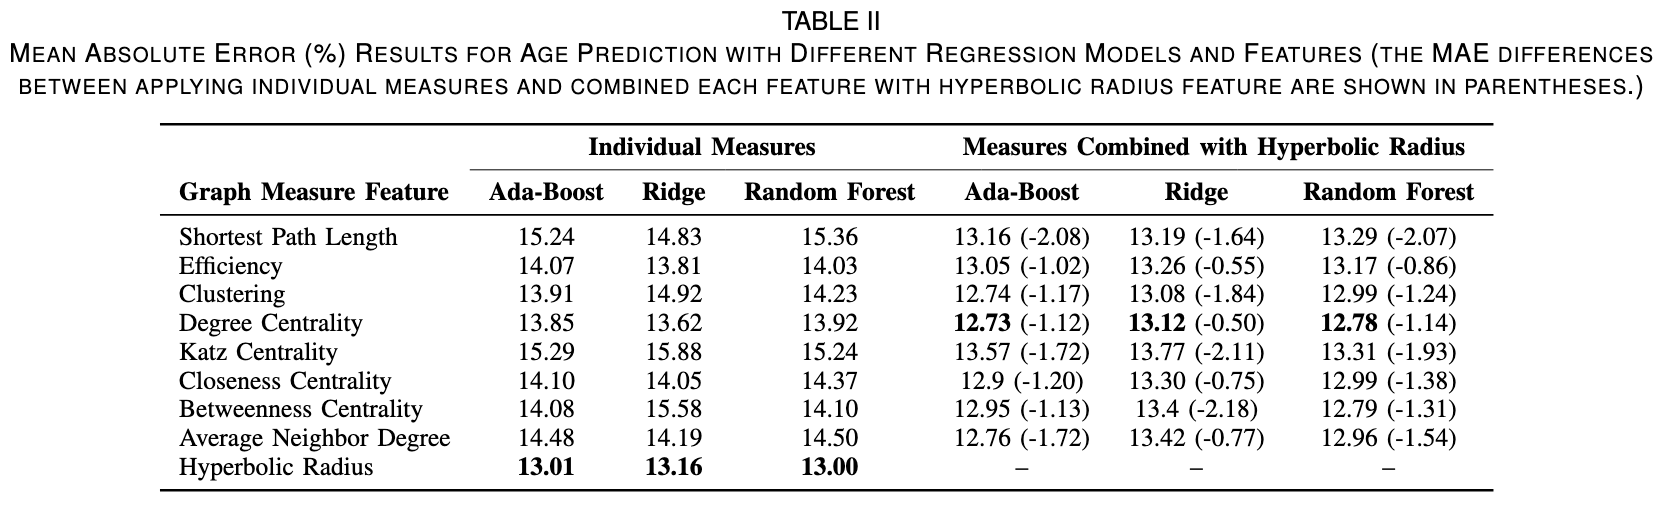 TABLE II
MEAN ABSOLUTE ERROR (%) RESULTS FOR AGE PREDICTION WITH DIFFERENT REGRESSION MODELS AND FEATURES (THE MAE DIFFERENCES
BETWEEN APPLYING INDIVIDUAL MEASURES AND COMBINED EACH FEATURE WITH HYPERBOLIC RADIUS FEATURE ARE SHOWN IN PARENTHESES.)
Individual Measures Measures Combined with Hyperbolic Radius
Graph Measure Feature Ada-Boost Ridge Random Forest Ada-Boost Ridge Random Forest
Shortest Path Length 15.24 14.83 15.36 13.16 (-2.08) 13.19 (-1.64) 13.29 (-2.07)
Efficiency 14.07 13.81 14.03 13.05 (-1.02) 13.26 (-0.55) 13.17 (-0.86)
Clustering 13.91 14.92 14.23 12.74 (-1.17) 13.08 (-1.84) 12.99 (-1.24)
Degree Centrality 13.85 13.62 13.92 12.73 (-1.12) 13.12 (-0.50) 12.78 (-1.14)
Katz Centrality 15.29 15.88 15.24 13.57 (-1.72) 13.77 (-2.11) 13.31 (-1.93)
Closeness Centrality 14.10 14.05 14.37 12.9 (-1.20) 13.30 (-0.75) 12.99 (-1.38)
Betweenness Centrality 14.08 15.58 14.10 12.95 (-1.13) 13.4 (-2.18) 12.79 (-1.31)
Average Neighbor Degree 14.48 14.19 14.50 12.76 (-1.72) 13.42 (-0.77) 12.96 (-1.54)
Hyperbolic Radius 13.01 13.16 13.00 – – –